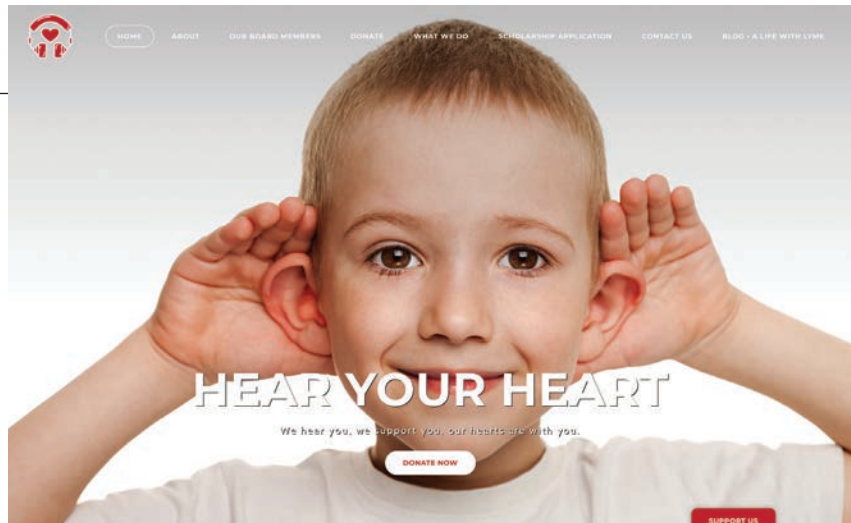 HOME ABOUT OUR BOARD MEMBERS DONATE WHAT WE DO SCHOLARSHIP APPLICATION CONTACT US BLOG - A LIFE WITH LYME
HEAR YOUR HEART
We hear you, we support you, our hearts are with you.
DONATE NOW
SUPPORT US